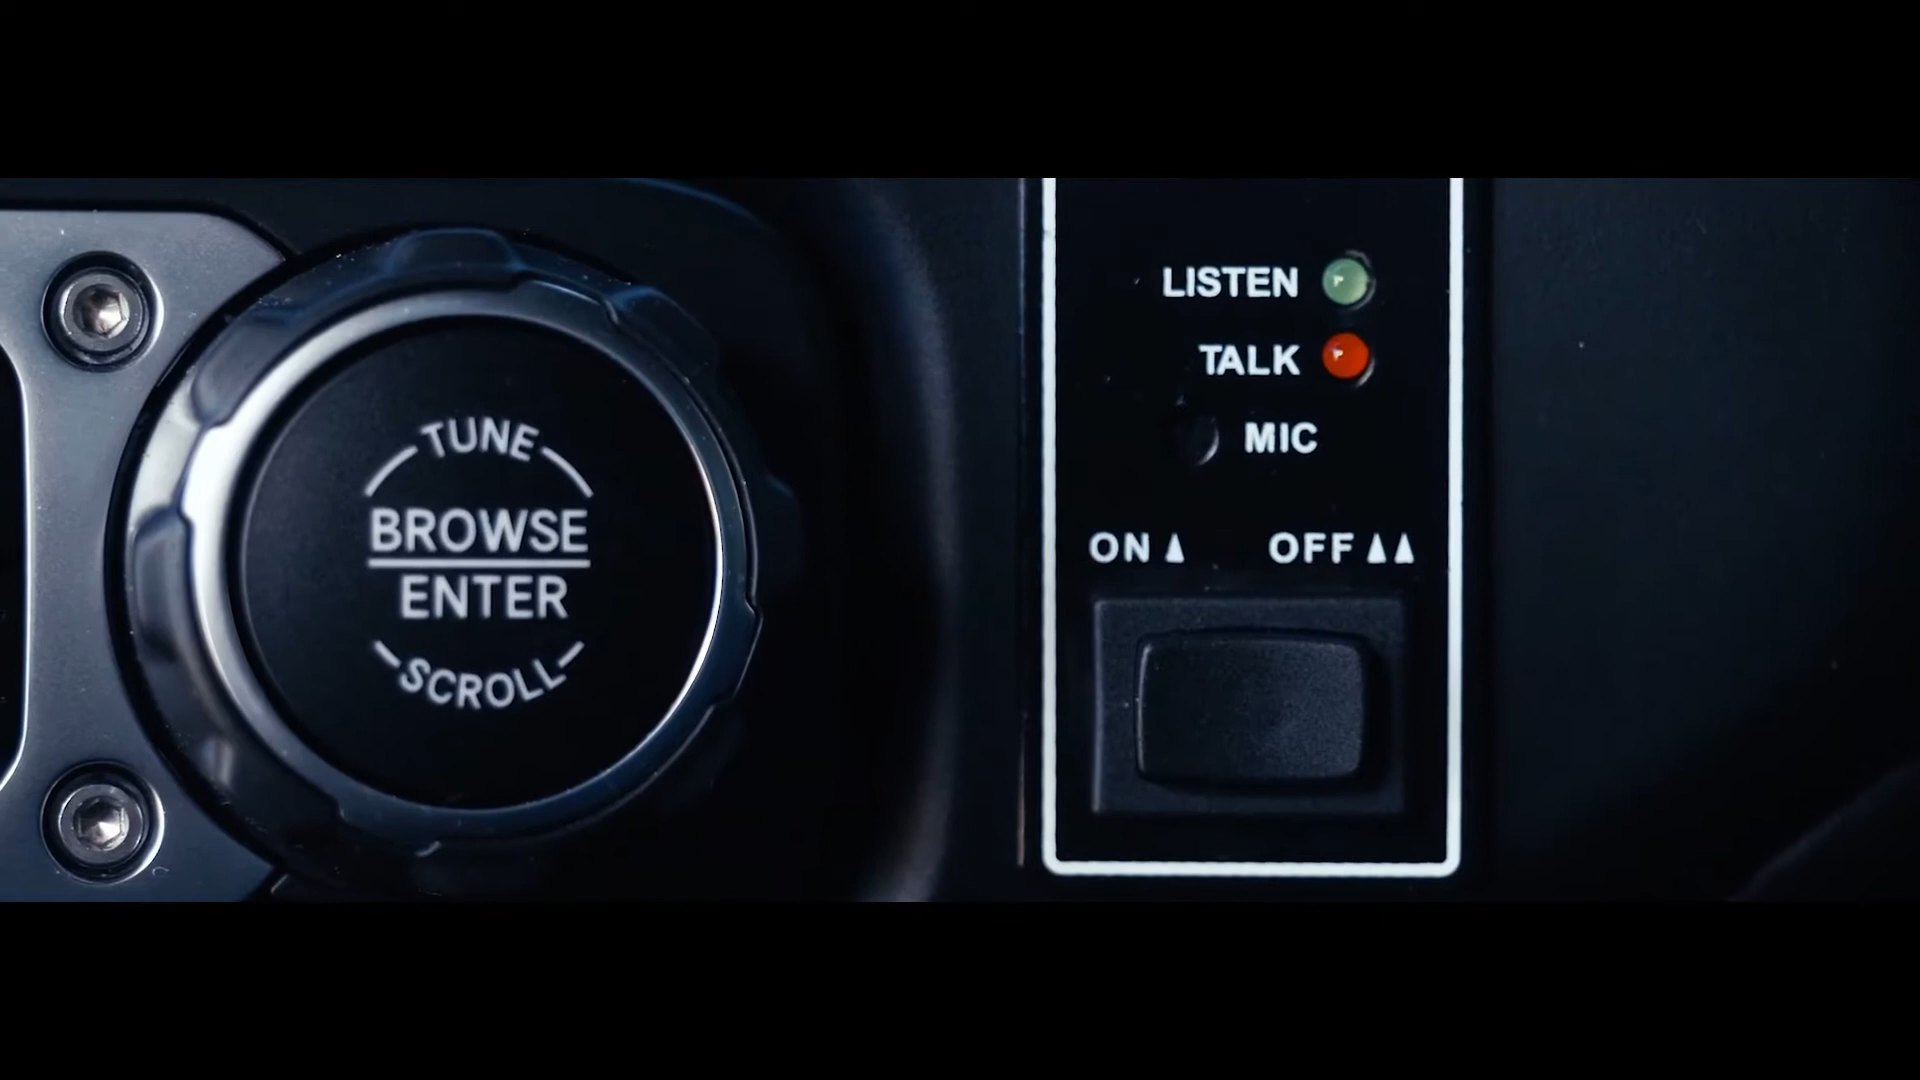 TUNE
BROWSE
ENTER
SCROLL
LISTEN
TALK
MIC
ON
OFF